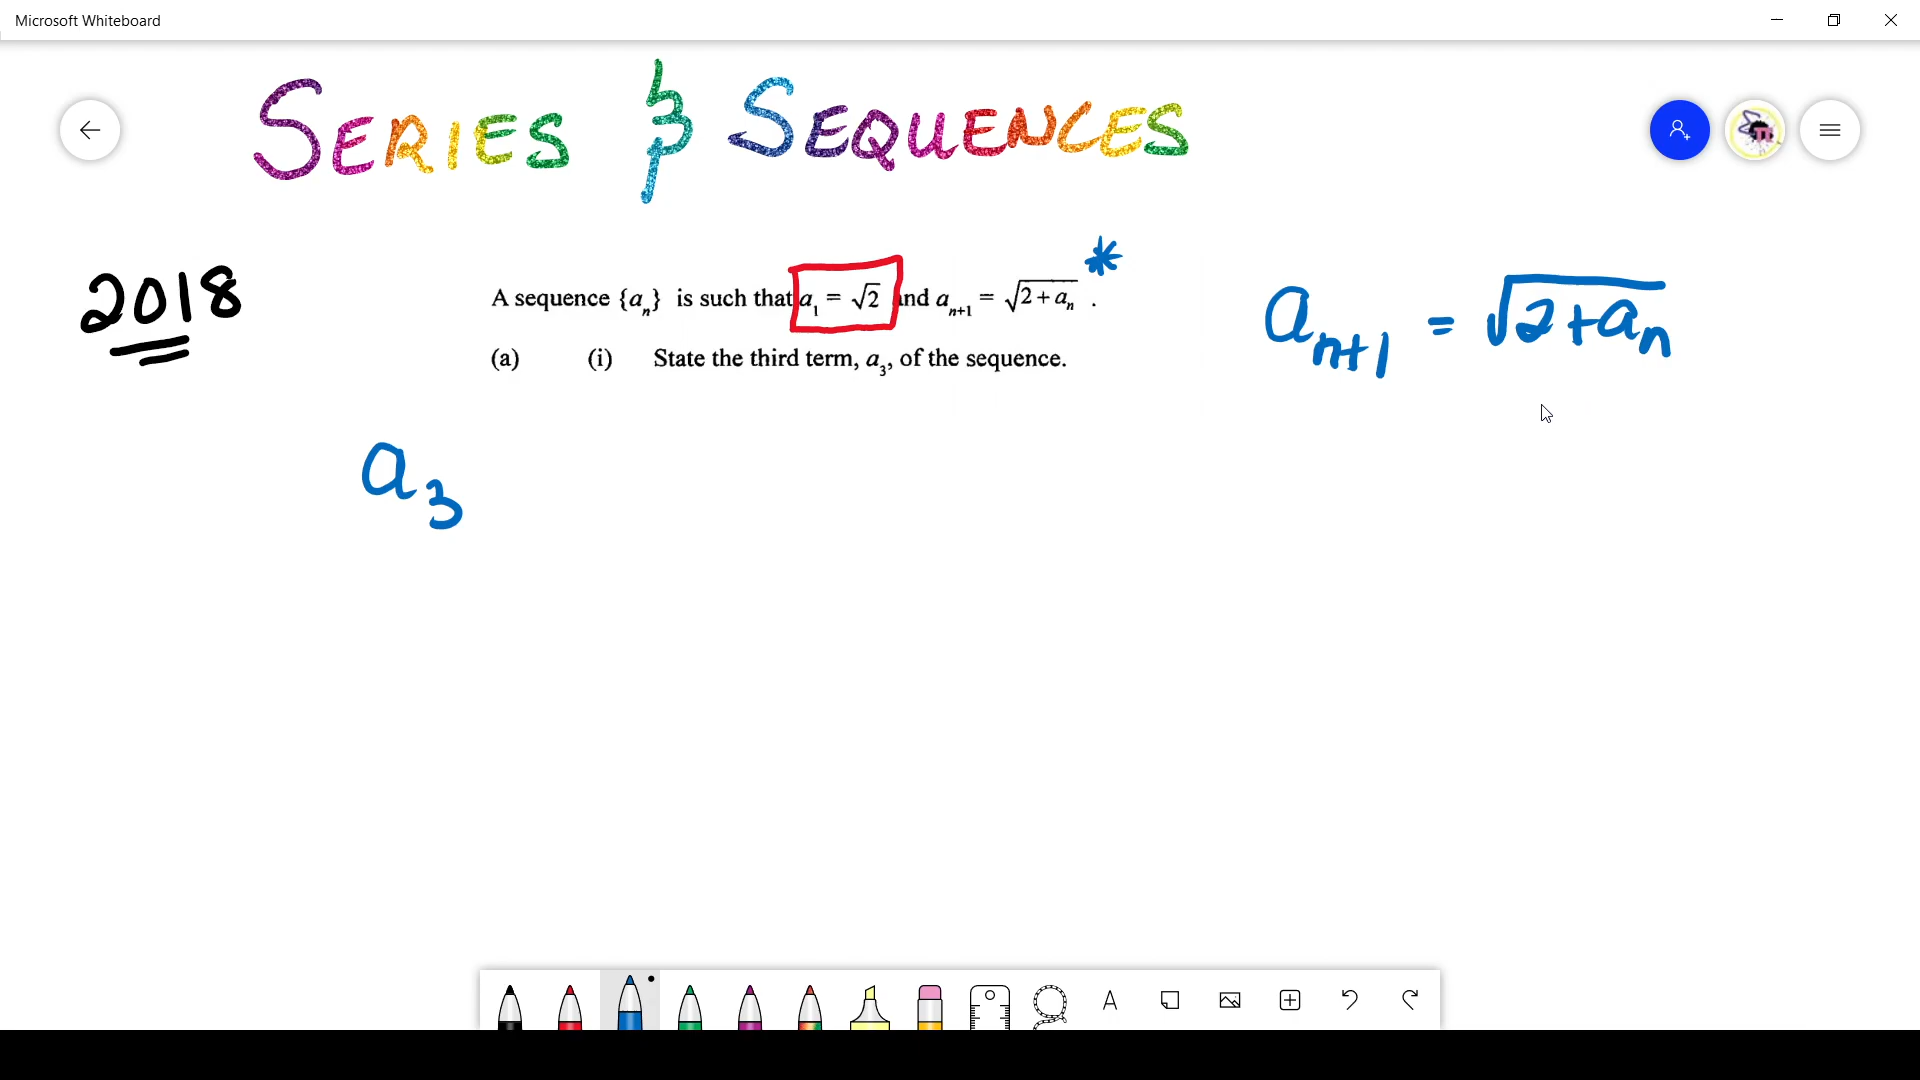 Microsoft Whiteboard
SERIES & SEQUENCES
2018
A sequence {aₙ} is such that a₁ = √2 and aₙ₊₁ = √(2 + aₙ) .
*
aₙ₊₁ = √(2 + aₙ)
(a) (i) State the third term, a₃, of the sequence.
a₃